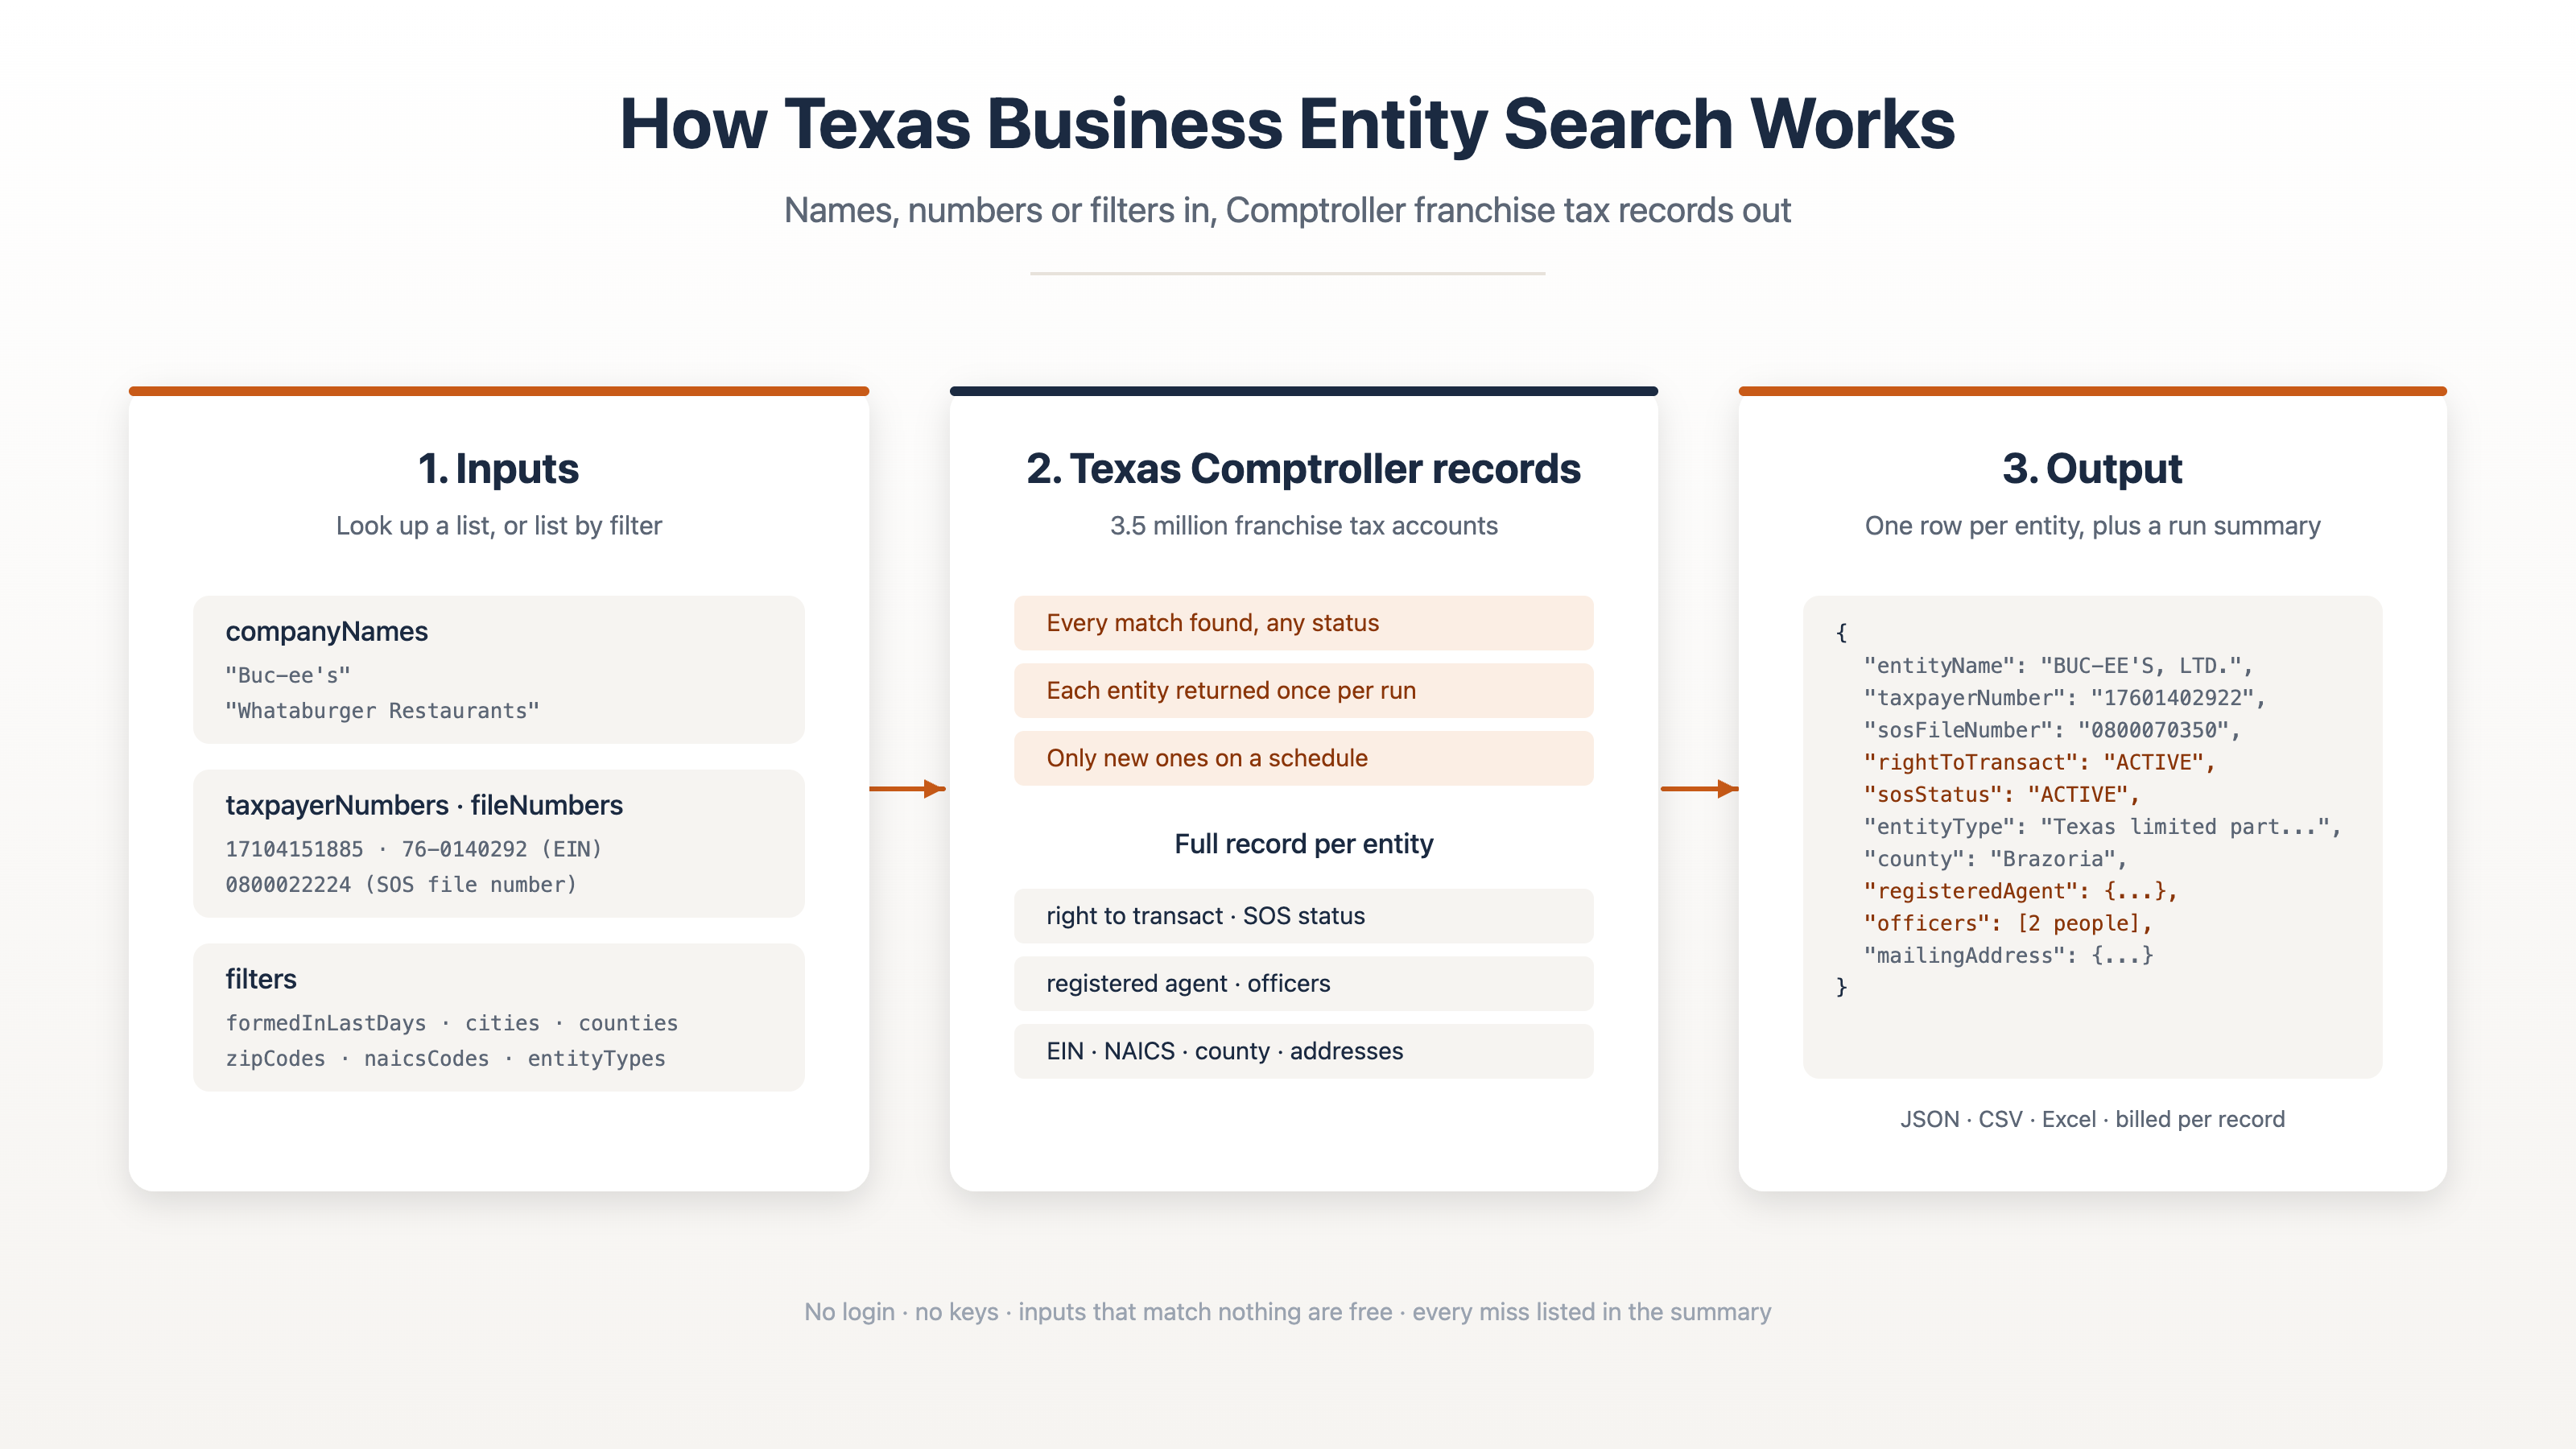 How Texas Business Entity Search Works
Names, numbers or filters in, Comptroller franchise tax records out
1. Inputs
Look up a list, or list by filter
companyNames
"Buc-ee's"
"Whataburger Restaurants"
taxpayerNumbers · fileNumbers
17104151885 · 76-0140292 (EIN)
0800022224 (SOS file number)
filters
formedInLastDays · cities · counties
zipCodes · naicsCodes · entityTypes
2. Texas Comptroller records
3.5 million franchise tax accounts
Every match found, any status
Each entity returned once per run
Only new ones on a schedule
Full record per entity
right to transact · SOS status
registered agent · officers
EIN · NAICS · county · addresses
3. Output
One row per entity, plus a run summary
{
"entityName": "BUC-EE'S, LTD.",
"taxpayerNumber": "17601402922",
"sosFileNumber": "0800070350",
"rightToTransact": "ACTIVE",
"sosStatus": "ACTIVE",
"entityType": "Texas limited part...",
"county": "Brazoria",
"registeredAgent": {...},
"officers": [2 people],
"mailingAddress": {...}
}
JSON · CSV · Excel · billed per record
No login · no keys · inputs that match nothing are free · every miss listed in the summary